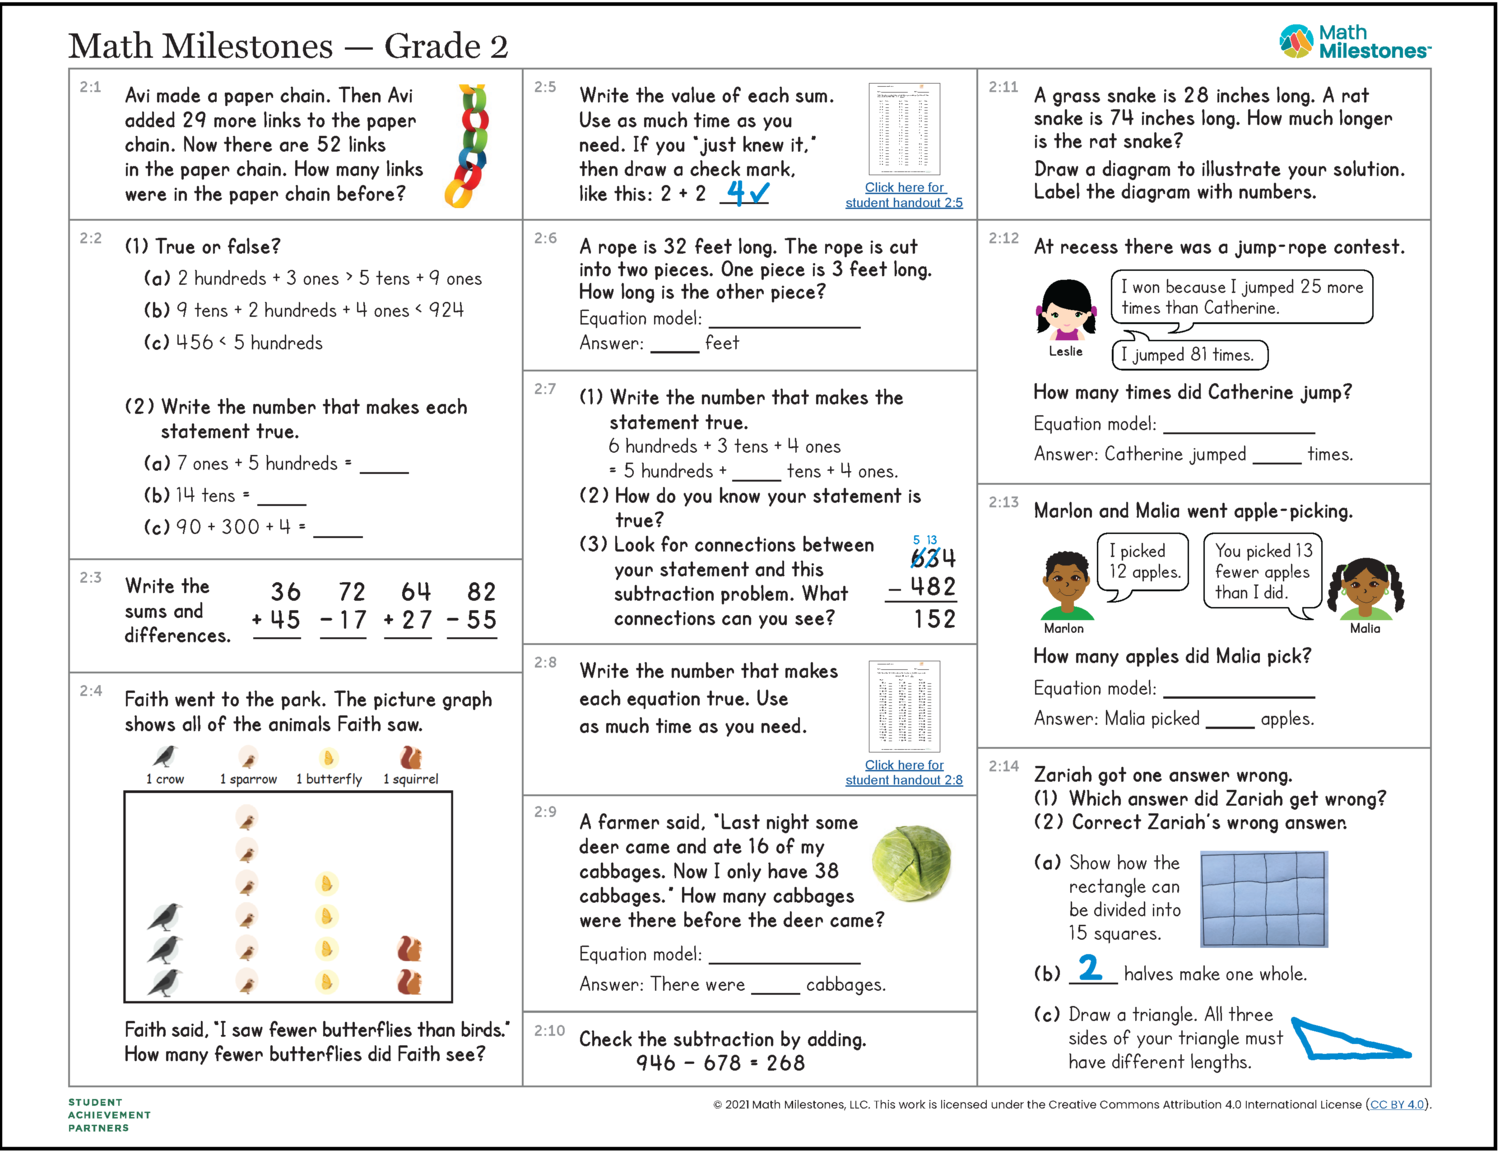 Math Milestones — Grade 2
Math
Milestones™
2:1
Avi made a paper chain. Then Avi
added 29 more links to the paper
chain. Now there are 52 links
in the paper chain. How many links
were in the paper chain before?
2:2
(1) True or false?
(a) 2 hundreds + 3 ones > 5 tens + 9 ones
(b) 9 tens + 2 hundreds + 4 ones < 924
(c) 456 < 5 hundreds
(2) Write the number that makes each
statement true.
(a) 7 ones + 5 hundreds = ____
(b) 14 tens = ____
(c) 90 + 300 + 4 = ____
2:3
Write the
sums and
differences.
36 72 64 82
+ 45 – 17 + 27 – 55
2:4
Faith went to the park. The picture graph
shows all of the animals Faith saw.
1 crow 1 sparrow 1 butterfly 1 squirrel
Faith said, "I saw fewer butterflies than birds."
How many fewer butterflies did Faith see?
2:5
Write the value of each sum.
Use as much time as you
need. If you "just knew it,"
then draw a check mark,
like this: 2 + 2 4✓
Click here for
student handout 2:5
2:6
A rope is 32 feet long. The rope is cut
into two pieces. One piece is 3 feet long.
How long is the other piece?
Equation model: ____
Answer: ____ feet
2:7
(1) Write the number that makes the
statement true.
6 hundreds + 3 tens + 4 ones
= 5 hundreds + ____ tens + 4 ones.
(2) How do you know your statement is
true?
(3) Look for connections between
your statement and this
subtraction problem. What
connections can you see?
5 13
634
– 482
152
2:8
Write the number that makes
each equation true. Use
as much time as you need.
Click here for
student handout 2:8
2:9
A farmer said, "Last night some
deer came and ate 16 of my
cabbages. Now I only have 38
cabbages." How many cabbages
were there before the deer came?
Equation model: ____
Answer: There were ____ cabbages.
2:10
Check the subtraction by adding.
946 – 678 = 268
2:11
A grass snake is 28 inches long. A rat
snake is 74 inches long. How much longer
is the rat snake?
Draw a diagram to illustrate your solution.
Label the diagram with numbers.
2:12
At recess there was a jump-rope contest.
I won because I jumped 25 more
times than Catherine.
I jumped 81 times.
Leslie
How many times did Catherine jump?
Equation model: ____
Answer: Catherine jumped ____ times.
2:13
Marlon and Malia went apple-picking.
I picked
12 apples.
You picked 13
fewer apples
than I did.
Marlon
Malia
How many apples did Malia pick?
Equation model: ____
Answer: Malia picked ____ apples.
2:14
Zariah got one answer wrong.
(1) Which answer did Zariah get wrong?
(2) Correct Zariah's wrong answer.
(a) Show how the
rectangle can
be divided into
15 squares.
(b) 2 halves make one whole.
(c) Draw a triangle. All three
sides of your triangle must
have different lengths.
STUDENT
ACHIEVEMENT
PARTNERS
© 2021 Math Milestones, LLC. This work is licensed under the Creative Commons Attribution 4.0 International License (CC BY 4.0).